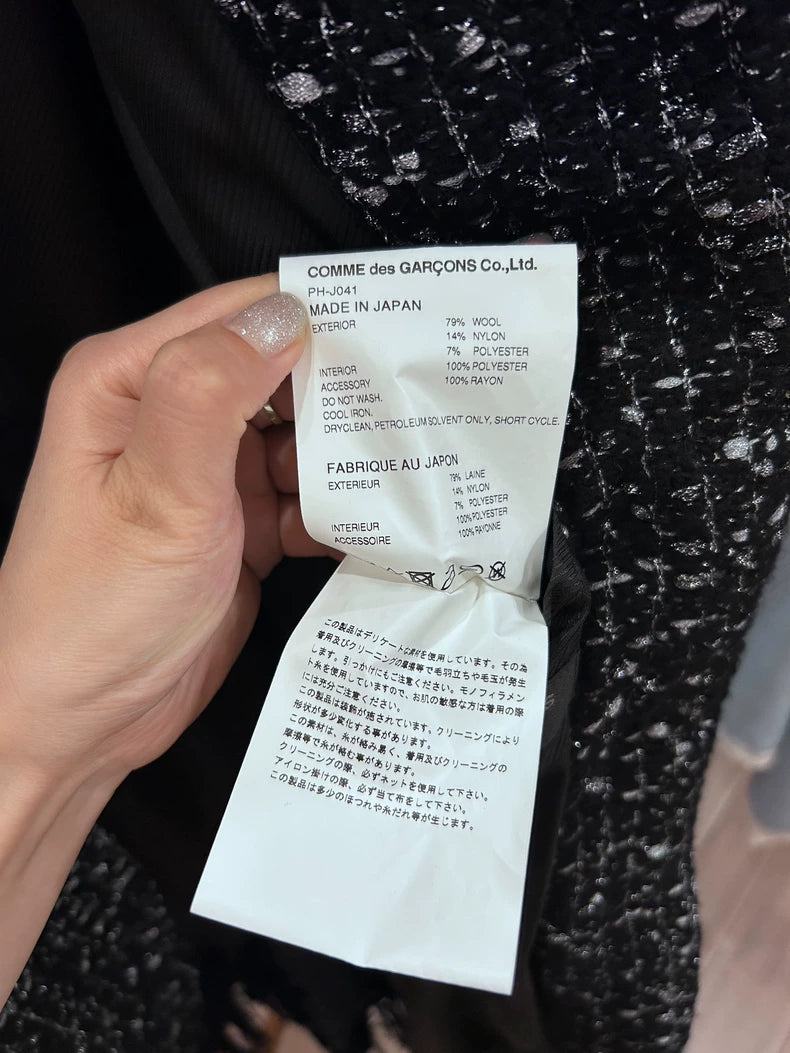 COMME des GARÇONS Co.,Ltd.
PH-J041
MADE IN JAPAN
EXTERIOR 79% WOOL
14% NYLON
7% POLYESTER
INTERIOR 100% POLYESTER
ACCESSORY 100% RAYON
DO NOT WASH.
COOL IRON.
DRYCLEAN, PETROLEUM SOLVENT ONLY, SHORT CYCLE.
FABRIQUE AU JAPON
EXTERIEUR 79% LAINE
14% NYLON
7% POLYESTER
INTERIEUR 100% POLYESTER
ACCESSOIRE 100% RAYONNE
この製品はデリケートな素材を使用しています。その為
着用及びクリーニングの摩擦等で毛羽立ちや毛玉が発生
します。引っかけにもご注意ください。モノフィラメン
ト糸を使用していますので、お肌の敏感な方は着用の際
には充分ご注意ください。
この製品は装飾が施されています。クリーニングにより
形状が多少変化する事があります。
この素材は、糸が絡み易く、着用及びクリーニングの
摩擦等で糸が絡む事があります。
クリーニングの際、必ずネットを使用して下さい。
アイロン掛けの際、必ず当て布をして下さい。
この製品は多少のほつれや糸だれ等が生じます。